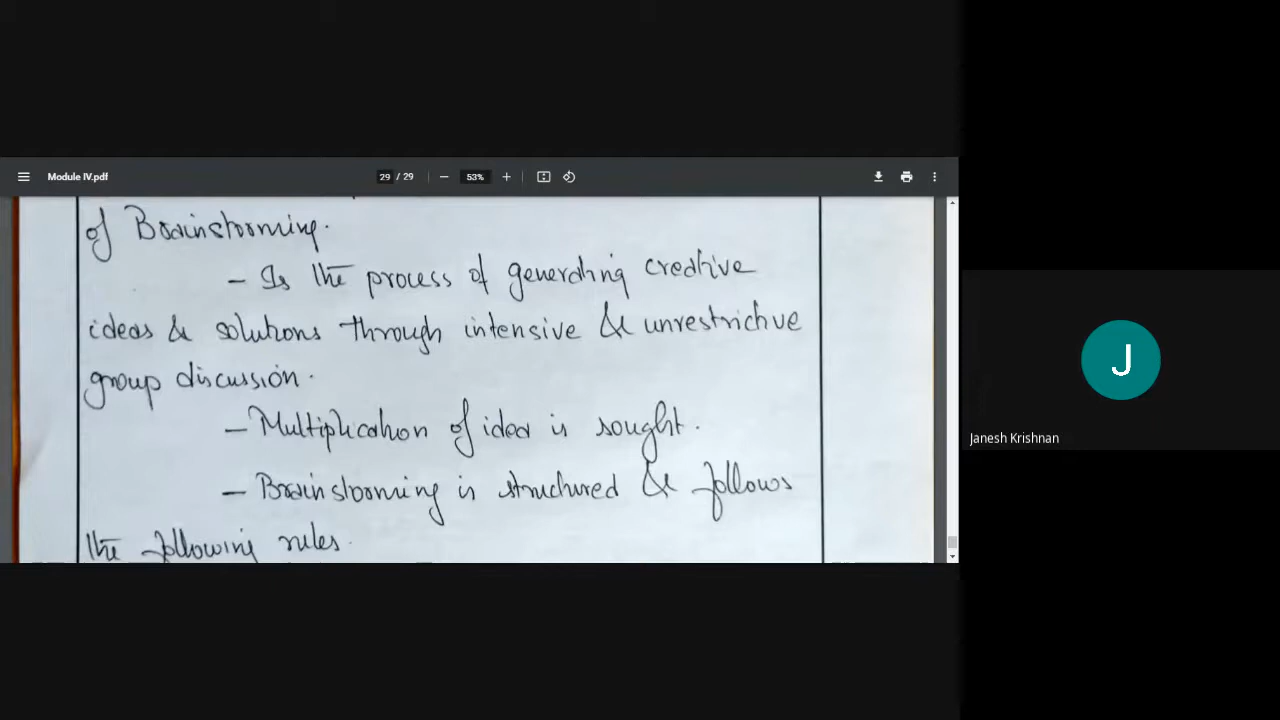 Module IV.pdf
29 / 29
53%
of Brainstorming.
- Is the process of generating creative
ideas & solutions through intensive & unrestrictive
group discussion.
- Multiplication of idea is sought.
- Brainstorming is structured & follows
the following rules.
J
Janesh Krishnan